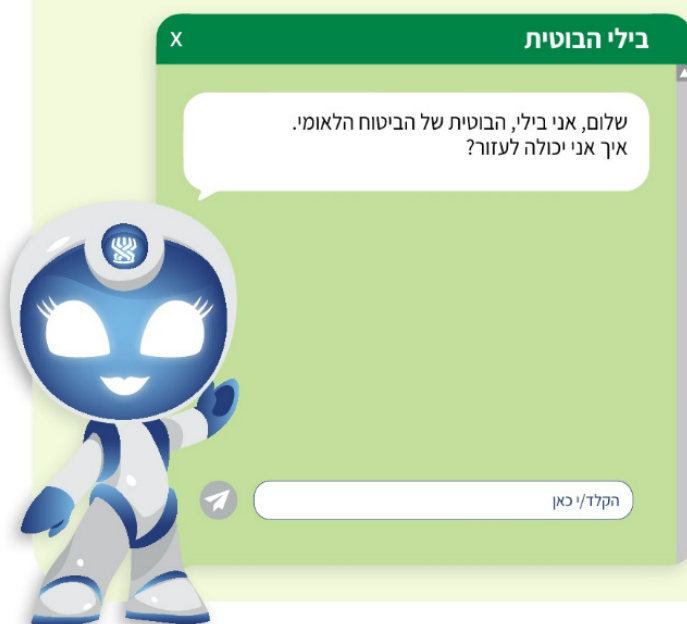 בילי הבוטית
X
שלום, אני בילי, הבוטית של הביטוח הלאומי.
איך אני יכולה לעזור?
הקלד/י כאן